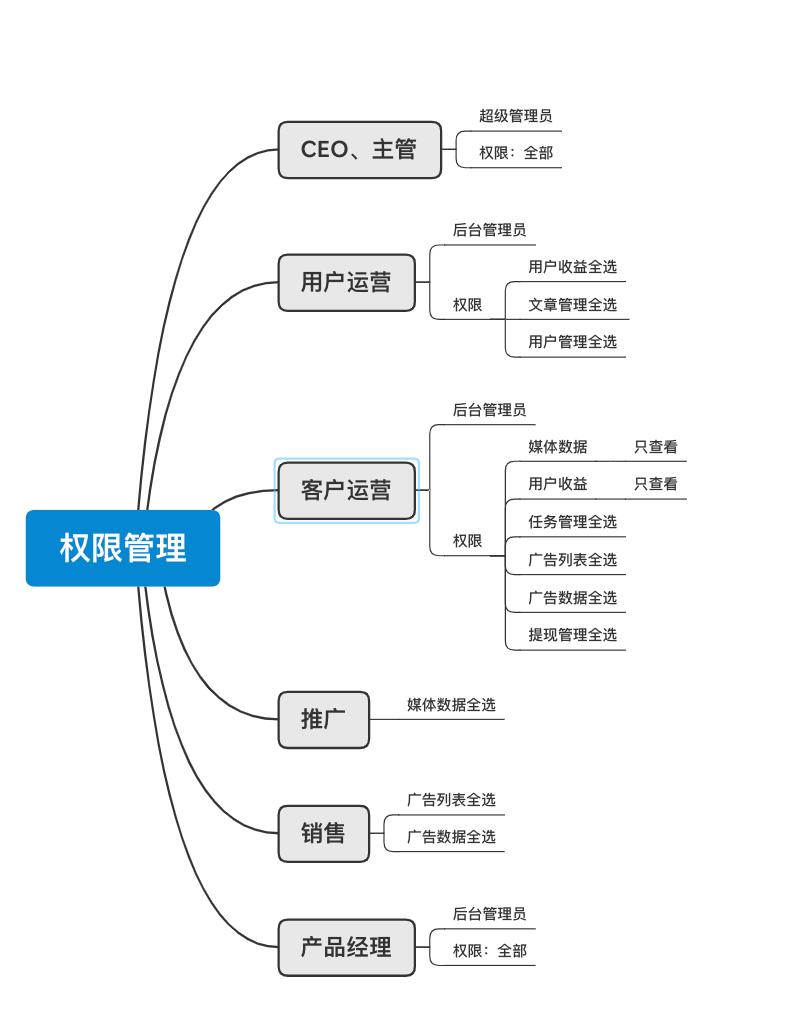 权限管理
CEO、主管
超级管理员
权限：全部
用户运营
后台管理员
权限
用户收益全选
文章管理全选
用户管理全选
客户运营
后台管理员
权限
媒体数据
只查看
用户收益
只查看
任务管理全选
广告列表全选
广告数据全选
提现管理全选
推广
媒体数据全选
销售
广告列表全选
广告数据全选
产品经理
后台管理员
权限：全部